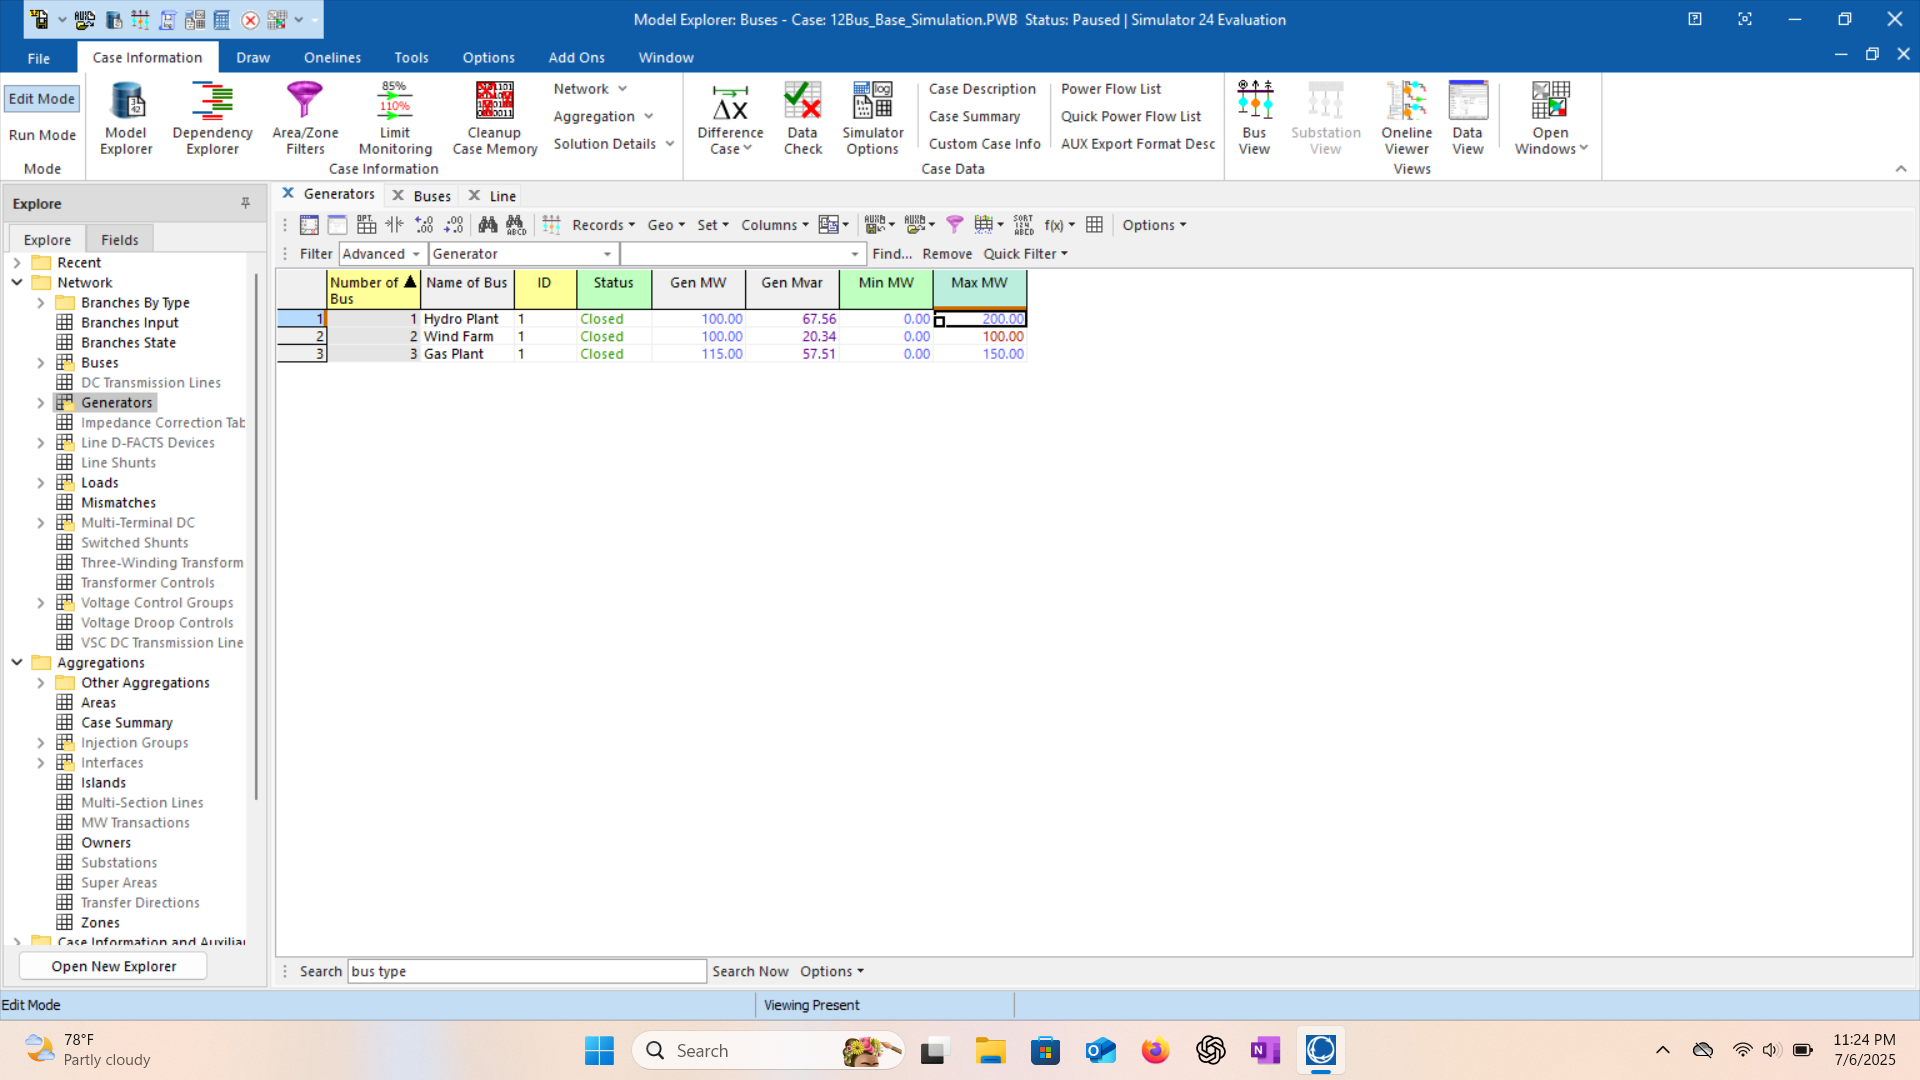 Model Explorer: Buses - Case: 12Bus_Base_Simulation.PWB  Status: Paused | Simulator 24 Evaluation
File
Case Information
Draw
Onelines
Tools
Options
Add Ons
Window
Edit Mode
Run Mode
Mode
Model Explorer
Dependency Explorer
Area/Zone Filters
85%
110%
Limit Monitoring
Cleanup Case Memory
Network
Aggregation
Solution Details
Case Information
Difference Case
Data Check
Simulator Options
Case Description
Case Summary
Custom Case Info
Power Flow List
Quick Power Flow List
AUX Export Format Desc
Case Data
Bus View
Substation View
Oneline Viewer
Data View
Views
Open Windows
Explore
Explore Fields
Recent
Network
Branches By Type
Branches Input
Branches State
Buses
DC Transmission Lines
Generators
Impedance Correction Tab
Line D-FACTS Devices
Line Shunts
Loads
Mismatches
Multi-Terminal DC
Switched Shunts
Three-Winding Transform
Transformer Controls
Voltage Control Groups
Voltage Droop Controls
VSC DC Transmission Line
Aggregations
Other Aggregations
Areas
Case Summary
Injection Groups
Interfaces
Islands
Multi-Section Lines
MW Transactions
Owners
Substations
Super Areas
Transfer Directions
Zones
Case Information and Auxiliar
Open New Explorer
Generators Buses Line
Records Geo Set Columns f(x) Options
Filter Advanced Generator Find... Remove Quick Filter
Number of Bus Name of Bus ID Status Gen MW Gen Mvar Min MW Max MW
1 1 Hydro Plant 1 Closed 100.00 67.56 0.00 200.00
2 2 Wind Farm 1 Closed 100.00 20.34 0.00 100.00
3 3 Gas Plant 1 Closed 115.00 57.51 0.00 150.00
Search bus type Search Now Options
Edit Mode
Viewing Present
78°F
Partly cloudy
Search
11:24 PM
7/6/2025